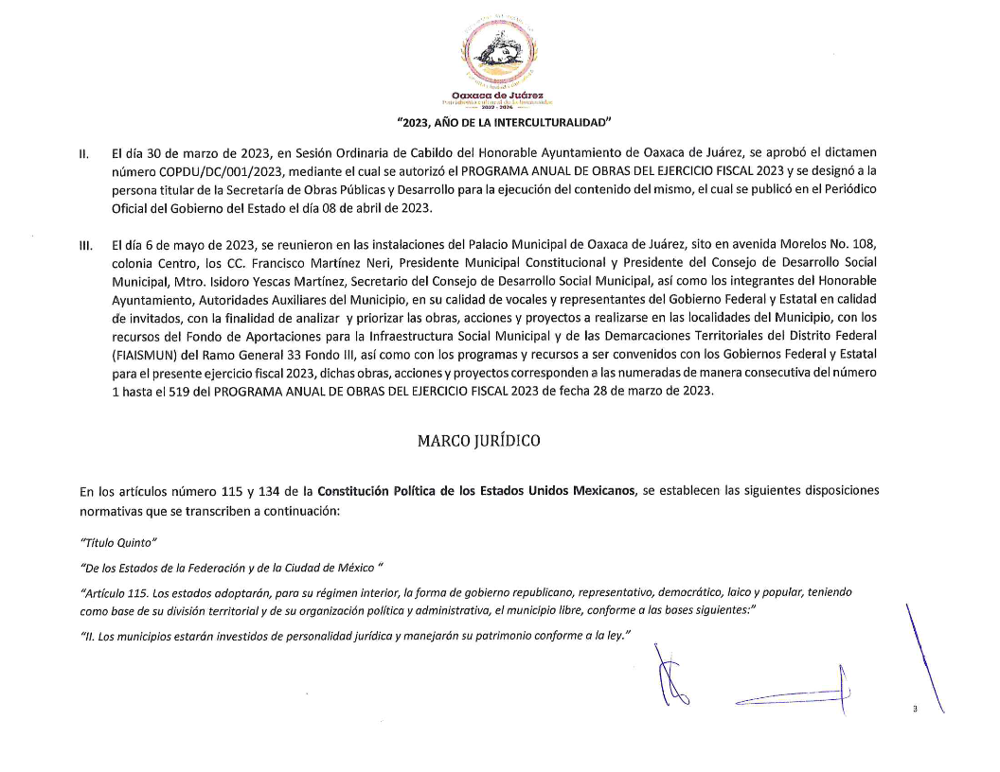 Oaxaca de Juárez
2022 - 2024
"2023, AÑO DE LA INTERCULTURALIDAD"
II. El día 30 de marzo de 2023, en Sesión Ordinaria de Cabildo del Honorable Ayuntamiento de Oaxaca de Juárez, se aprobó el dictamen
número COPDU/DC/001/2023, mediante el cual se autorizó el PROGRAMA ANUAL DE OBRAS DEL EJERCICIO FISCAL 2023 y se designó a la
persona titular de la Secretaría de Obras Públicas y Desarrollo para la ejecución del contenido del mismo, el cual se publicó en el Periódico
Oficial del Gobierno del Estado el día 08 de abril de 2023.
III. El día 6 de mayo de 2023, se reunieron en las instalaciones del Palacio Municipal de Oaxaca de Juárez, sito en avenida Morelos No. 108,
colonia Centro, los CC. Francisco Martínez Neri, Presidente Municipal Constitucional y Presidente del Consejo de Desarrollo Social
Municipal, Mtro. Isidoro Yescas Martínez, Secretario del Consejo de Desarrollo Social Municipal, así como los integrantes del Honorable
Ayuntamiento, Autoridades Auxiliares del Municipio, en su calidad de vocales y representantes del Gobierno Federal y Estatal en calidad
de invitados, con la finalidad de analizar y priorizar las obras, acciones y proyectos a realizarse en las localidades del Municipio, con los
recursos del Fondo de Aportaciones para la Infraestructura Social Municipal y de las Demarcaciones Territoriales del Distrito Federal
(FIAISMUN) del Ramo General 33 Fondo III, así como con los programas y recursos a ser convenidos con los Gobiernos Federal y Estatal
para el presente ejercicio fiscal 2023, dichas obras, acciones y proyectos corresponden a las numeradas de manera consecutiva del número
1 hasta el 519 del PROGRAMA ANUAL DE OBRAS DEL EJERCICIO FISCAL 2023 de fecha 28 de marzo de 2023.
MARCO JURÍDICO
En los artículos número 115 y 134 de la Constitución Política de los Estados Unidos Mexicanos, se establecen las siguientes disposiciones
normativas que se transcriben a continuación:
"Título Quinto"
"De los Estados de la Federación y de la Ciudad de México "
"Artículo 115. Los estados adoptarán, para su régimen interior, la forma de gobierno republicano, representativo, democrático, laico y popular, teniendo
como base de su división territorial y de su organización política y administrativa, el municipio libre, conforme a las bases siguientes:"
"II. Los municipios estarán investidos de personalidad jurídica y manejarán su patrimonio conforme a la ley."
3